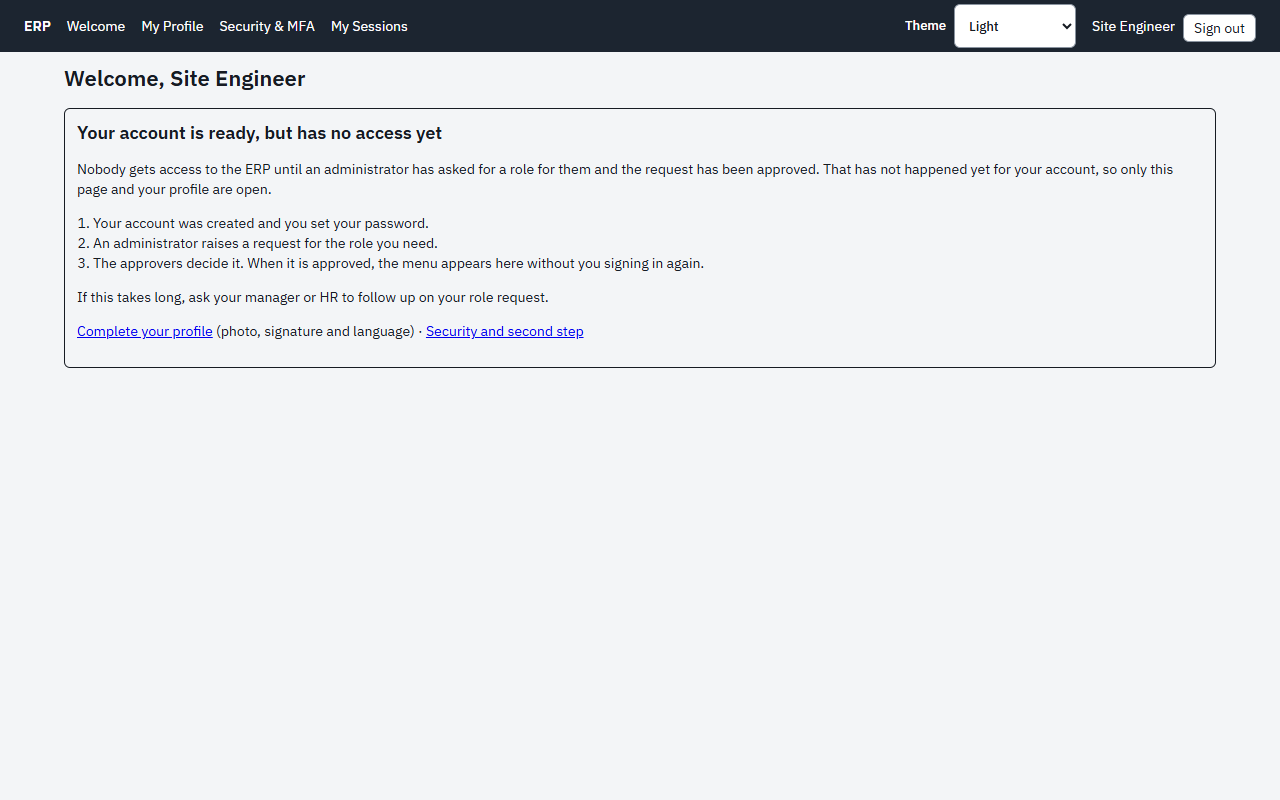 ERP Welcome My Profile Security & MFA My Sessions Theme Light Site Engineer Sign out
Welcome, Site Engineer
Your account is ready, but has no access yet
Nobody gets access to the ERP until an administrator has asked for a role for them and the request has been approved. That has not happened yet for your account, so only this
page and your profile are open.
1. Your account was created and you set your password.
2. An administrator raises a request for the role you need.
3. The approvers decide it. When it is approved, the menu appears here without you signing in again.
If this takes long, ask your manager or HR to follow up on your role request.
Complete your profile (photo, signature and language) · Security and second step